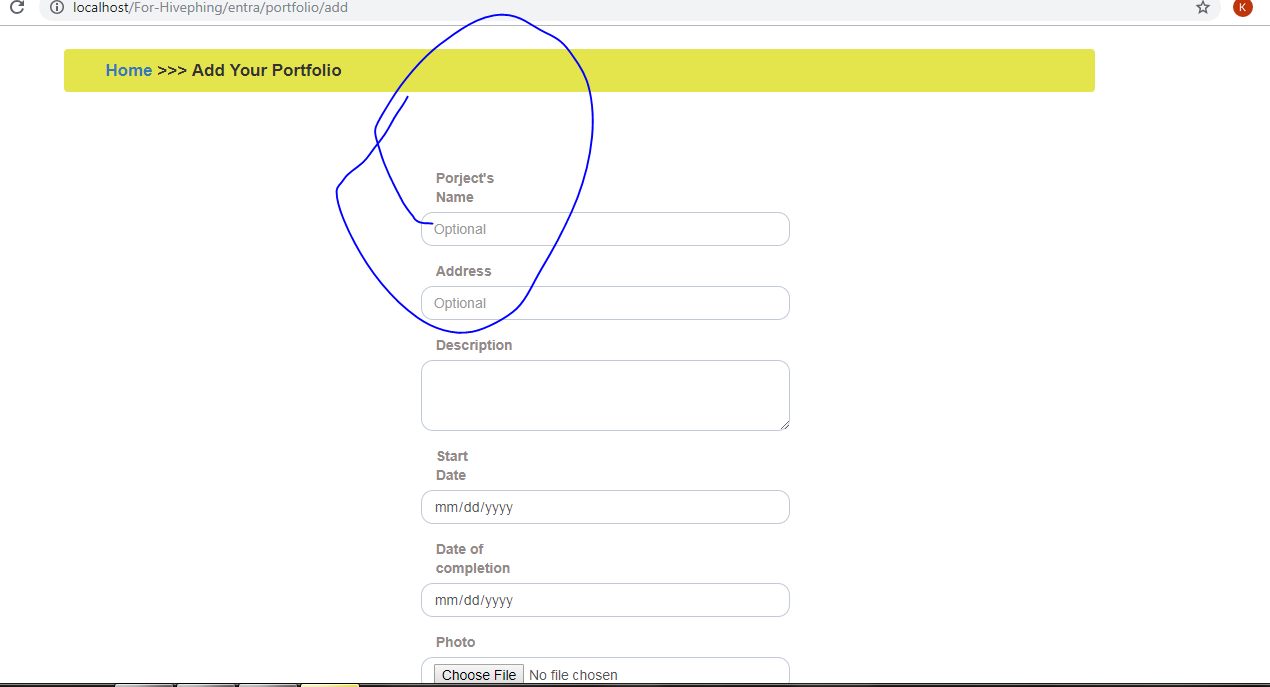 localhost/For-Hivephing/entra/portfolio/add
K
Home >>> Add Your Portfolio
Porject's
Name
Optional
Address
Optional
Description
Start
Date
mm/dd/yyyy
Date of
completion
mm/dd/yyyy
Photo
Choose File No file chosen